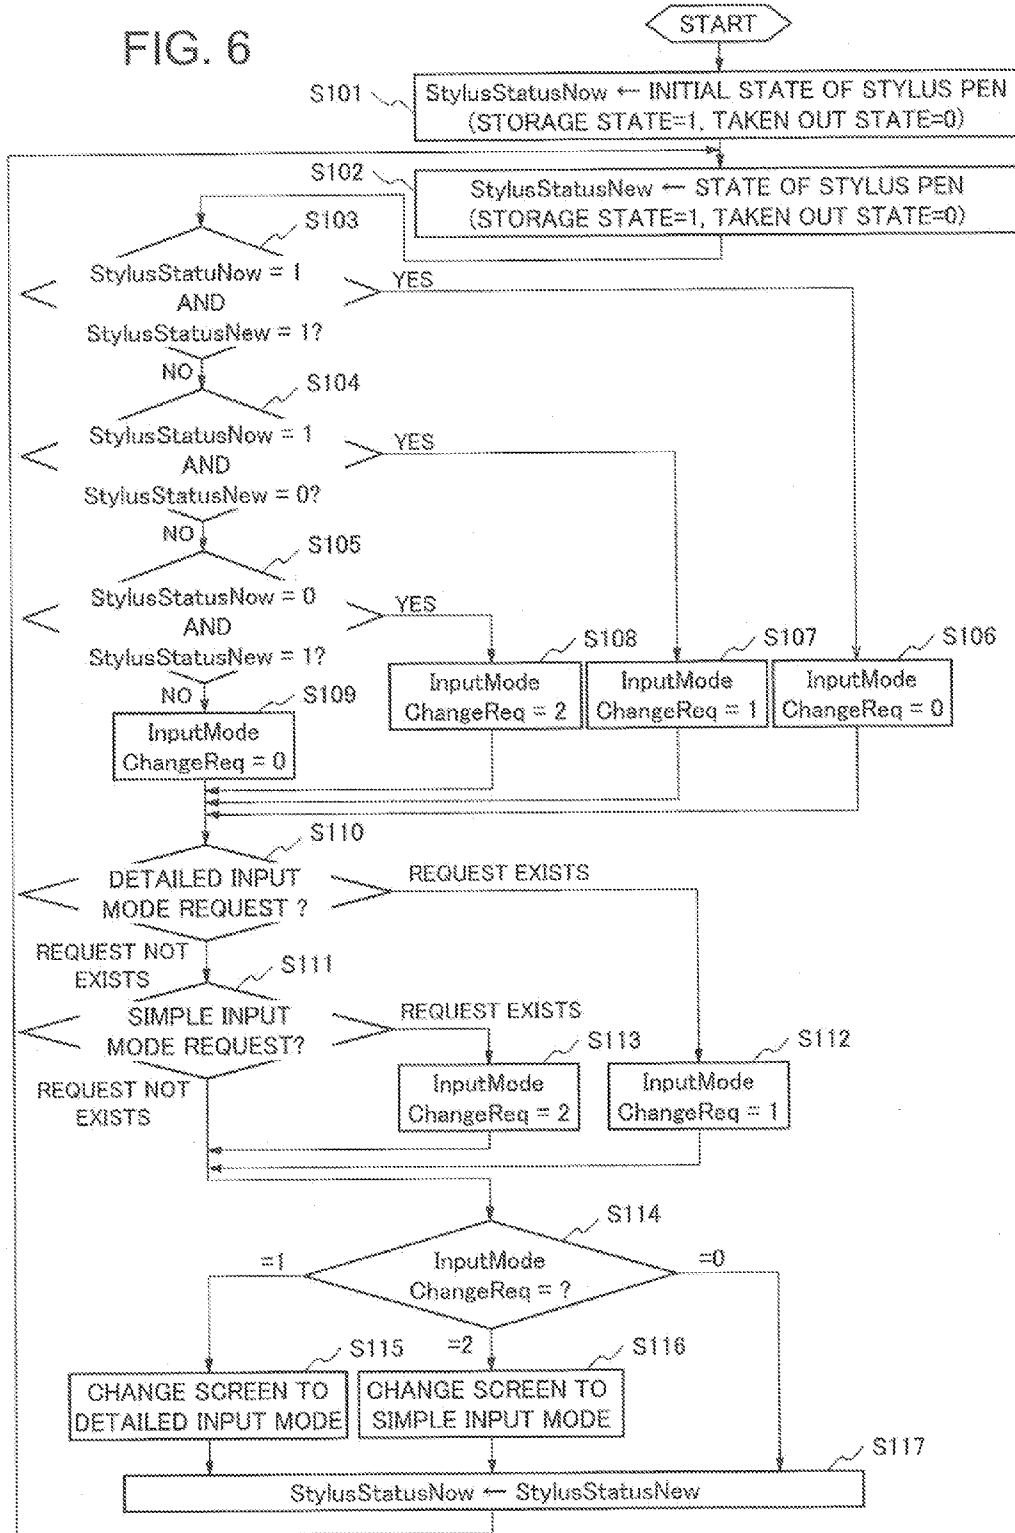 FIG. 6
START
S101
StylusStatusNow ← INITIAL STATE OF STYLUS PEN
(STORAGE STATE=1, TAKEN OUT STATE=0)
S102
StylusStatusNew ← STATE OF STYLUS PEN
(STORAGE STATE=1, TAKEN OUT STATE=0)
S103
StylusStatuNow = 1
AND
StylusStatusNew = 1?
YES
NO
S104
StylusStatusNow = 1
AND
StylusStatusNew = 0?
YES
NO
S105
StylusStatusNow = 0
AND
StylusStatusNew = 1?
YES
NO
S108
InputMode
ChangeReq = 2
S107
InputMode
ChangeReq = 1
S106
InputMode
ChangeReq = 0
S109
InputMode
ChangeReq = 0
S110
DETAILED INPUT
MODE REQUEST ?
REQUEST EXISTS
REQUEST NOT
EXISTS
S111
SIMPLE INPUT
MODE REQUEST?
REQUEST EXISTS
REQUEST NOT
EXISTS
S113
InputMode
ChangeReq = 2
S112
InputMode
ChangeReq = 1
S114
InputMode
ChangeReq = ?
=1
=0
=2
S115
CHANGE SCREEN TO
DETAILED INPUT MODE
S116
CHANGE SCREEN TO
SIMPLE INPUT MODE
S117
StylusStatusNow ← StylusStatusNew